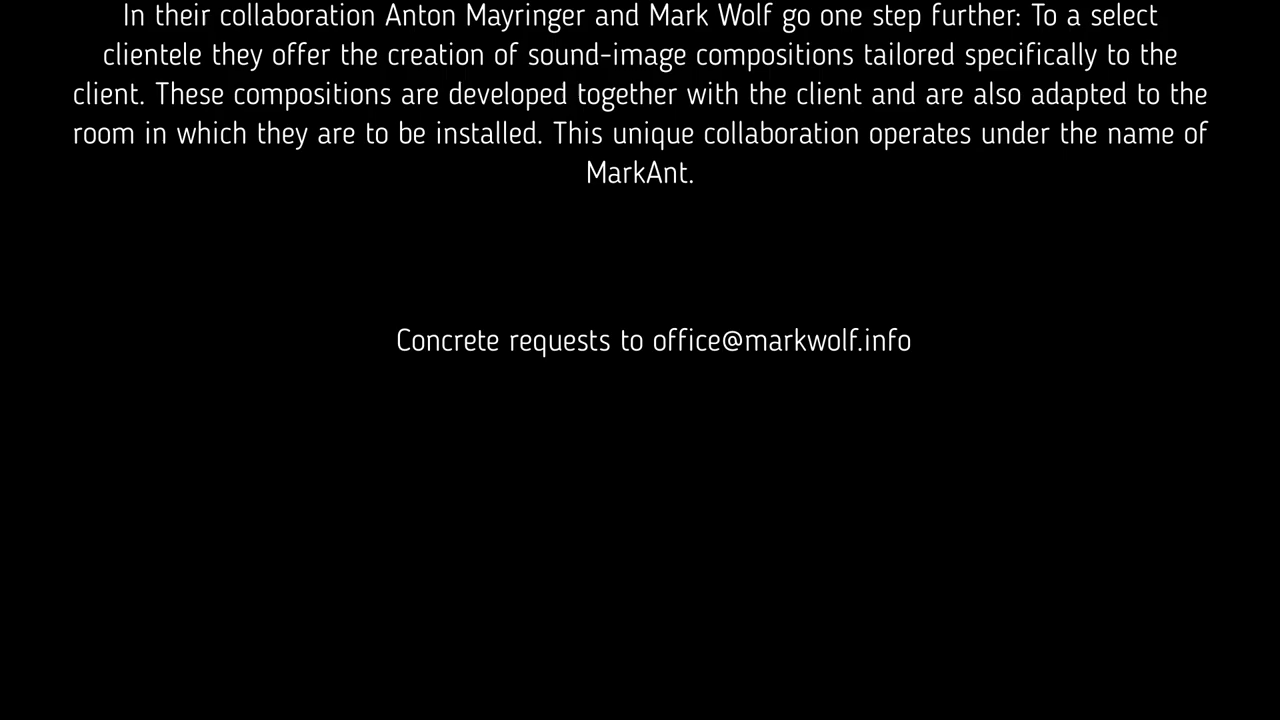 In their collaboration Anton Mayringer and Mark Wolf go one step further: To a select
clientele they offer the creation of sound-image compositions tailored specifically to the
client. These compositions are developed together with the client and are also adapted to the
room in which they are to be installed. This unique collaboration operates under the name of
MarkAnt.
Concrete requests to office@markwolf.info